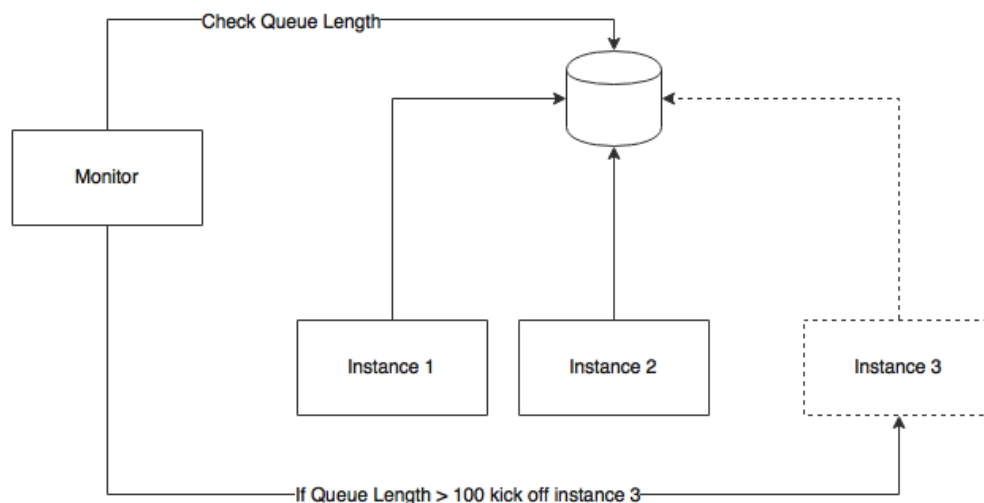 Check Queue Length
Monitor
Instance 1
Instance 2
Instance 3
If Queue Length > 100 kick off instance 3